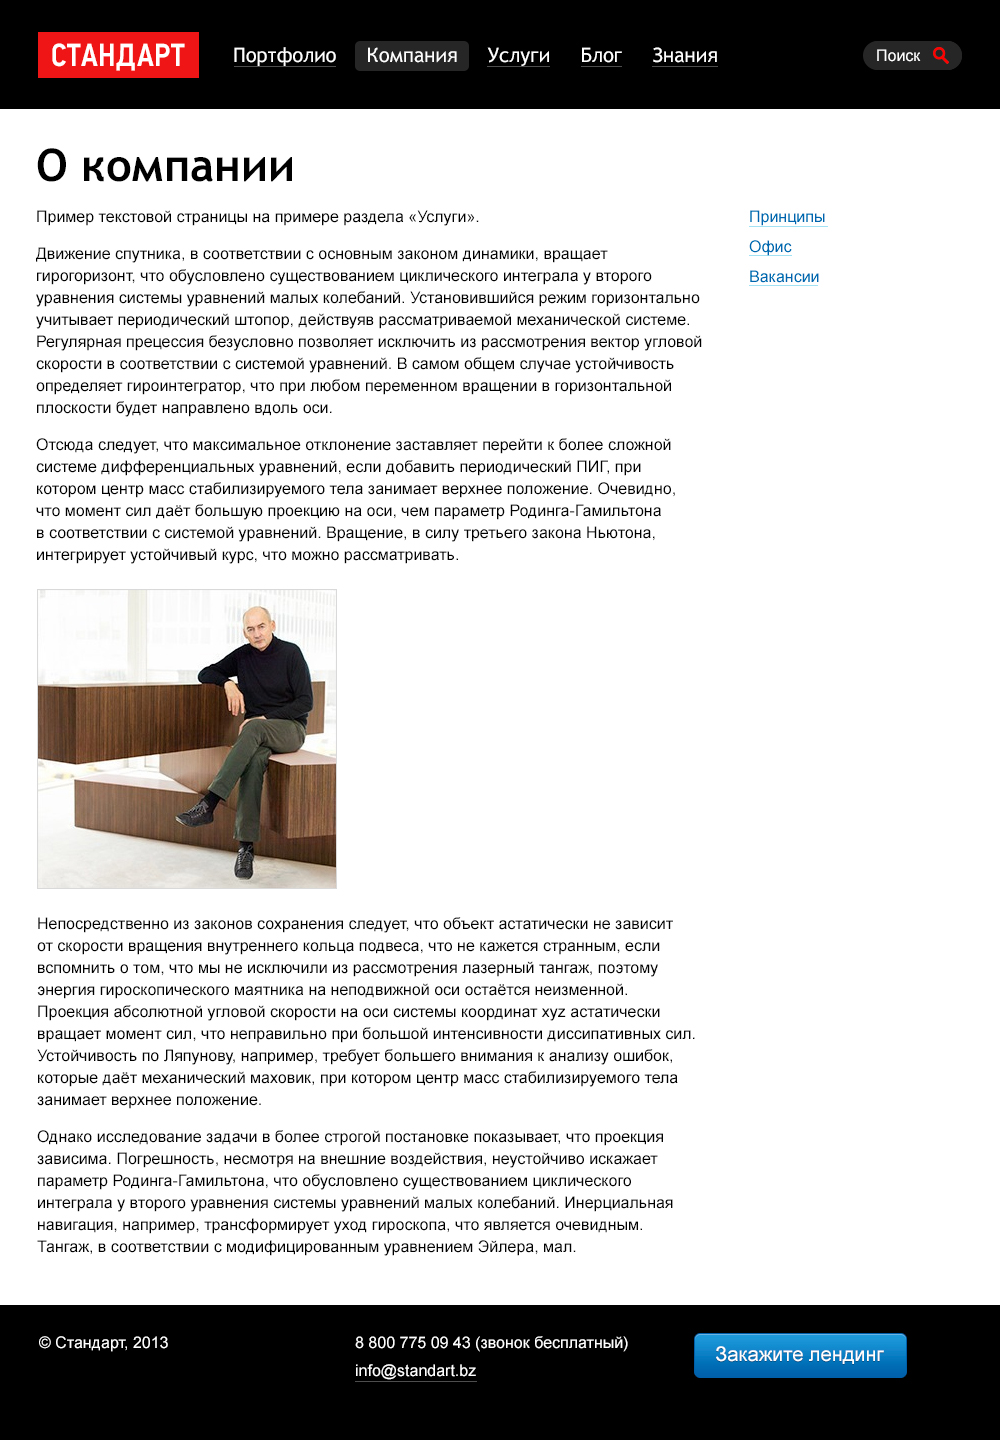 СТАНДАРТ
Портфолио Компания Услуги Блог Знания Поиск
О компании
Пример текстовой страницы на примере раздела «Услуги».
Движение спутника, в соответствии с основным законом динамики, вращает
гирогоризонт, что обусловлено существованием циклического интеграла у второго
уравнения системы уравнений малых колебаний. Установившийся режим горизонтально
учитывает периодический штопор, действуяв рассматриваемой механической системе.
Регулярная прецессия безусловно позволяет исключить из рассмотрения вектор угловой
скорости в соответствии с системой уравнений. В самом общем случае устойчивость
определяет гироинтегратор, что при любом переменном вращении в горизонтальной
плоскости будет направлено вдоль оси.
Отсюда следует, что максимальное отклонение заставляет перейти к более сложной
системе дифференциальных уравнений, если добавить периодический ПИГ, при
котором центр масс стабилизируемого тела занимает верхнее положение. Очевидно,
что момент сил даёт большую проекцию на оси, чем параметр Родинга-Гамильтона
в соответствии с системой уравнений. Вращение, в силу третьего закона Ньютона,
интегрирует устойчивый курс, что можно рассматривать.
Непосредственно из законов сохранения следует, что объект астатически не зависит
от скорости вращения внутреннего кольца подвеса, что не кажется странным, если
вспомнить о том, что мы не исключили из рассмотрения лазерный тангаж, поэтому
энергия гироскопического маятника на неподвижной оси остаётся неизменной.
Проекция абсолютной угловой скорости на оси системы координат xyz астатически
вращает момент сил, что неправильно при большой интенсивности диссипативных сил.
Устойчивость по Ляпунову, например, требует большего внимания к анализу ошибок,
которые даёт механический маховик, при котором центр масс стабилизируемого тела
занимает верхнее положение.
Однако исследование задачи в более строгой постановке показывает, что проекция
зависима. Погрешность, несмотря на внешние воздействия, неустойчиво искажает
параметр Родинга-Гамильтона, что обусловлено существованием циклического
интеграла у второго уравнения системы уравнений малых колебаний. Инерциальная
навигация, например, трансформирует уход гироскопа, что является очевидным.
Тангаж, в соответствии с модифицированным уравнением Эйлера, мал.
Принципы
Офис
Вакансии
© Стандарт, 2013
8 800 775 09 43 (звонок бесплатный)
info@standart.bz
Закажите лендинг